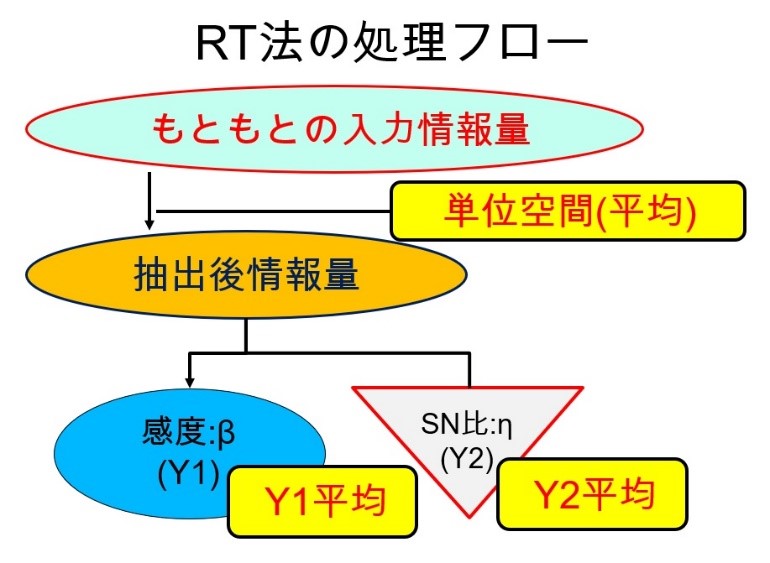 RT法の処理フロー
もともとの入力情報量
単位空間(平均)
抽出後情報量
感度:β
(Y1)
SN比:η
(Y2)
Y1平均
Y2平均